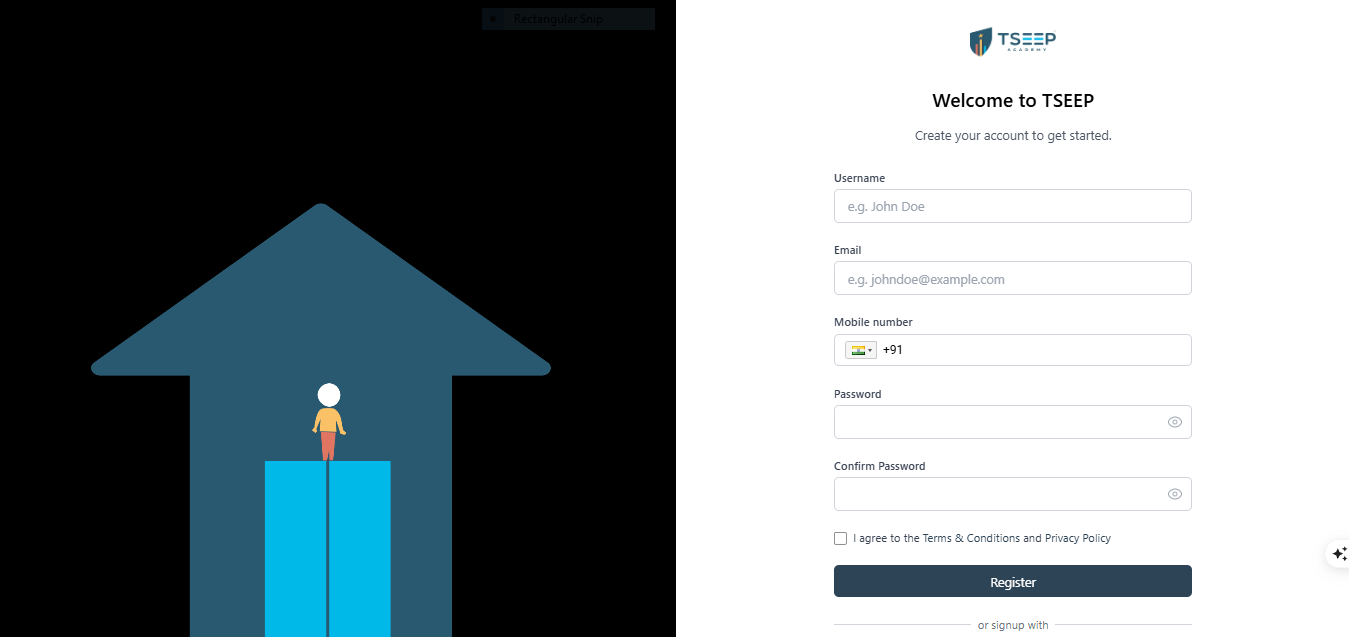 Rectangular Snip
TSEEP
ACADEMY
Welcome to TSEEP
Create your account to get started.
Username
e.g. John Doe
Email
e.g. johndoe@example.com
Mobile number
+91
Password
Confirm Password
I agree to the Terms & Conditions and Privacy Policy
Register
or signup with